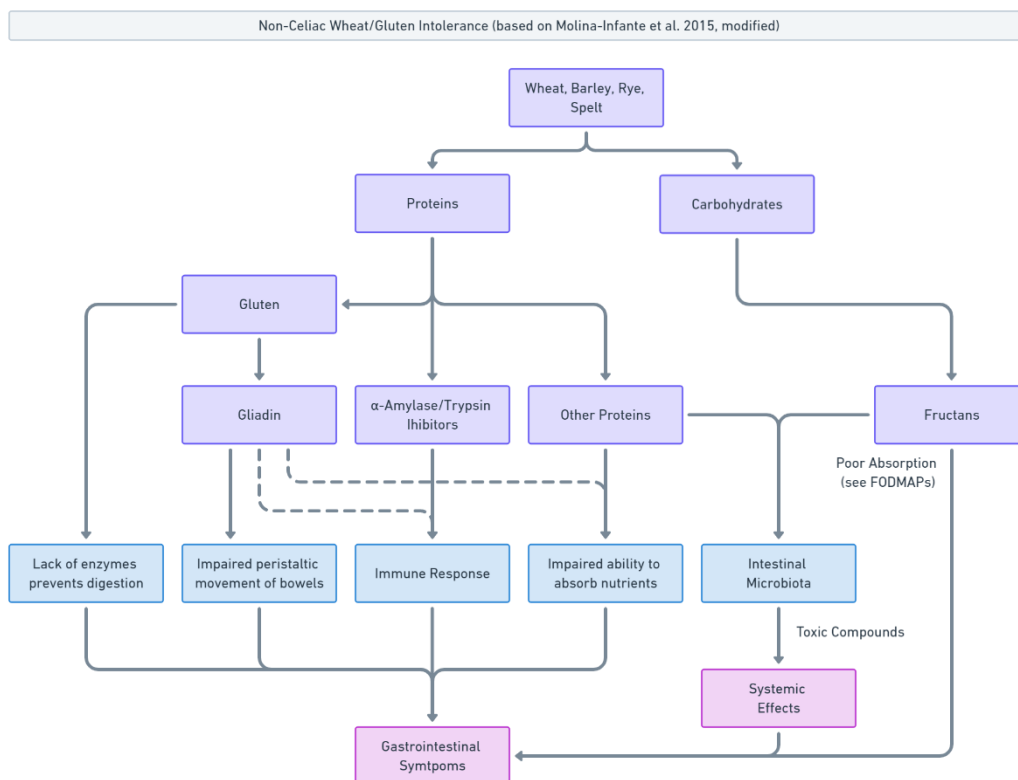 Non-Celiac Wheat/Gluten Intolerance (based on Molina-Infante et al. 2015, modified)
Wheat, Barley, Rye,
Spelt
Proteins
Carbohydrates
Gluten
Gliadin
α-Amylase/Trypsin
Ihibitors
Other Proteins
Fructans
Poor Absorption
(see FODMAPs)
Lack of enzymes
prevents digestion
Impaired peristaltic
movement of bowels
Immune Response
Impaired ability to
absorb nutrients
Intestinal
Microbiota
Toxic Compounds
Systemic
Effects
Gastrointestinal
Symtpoms